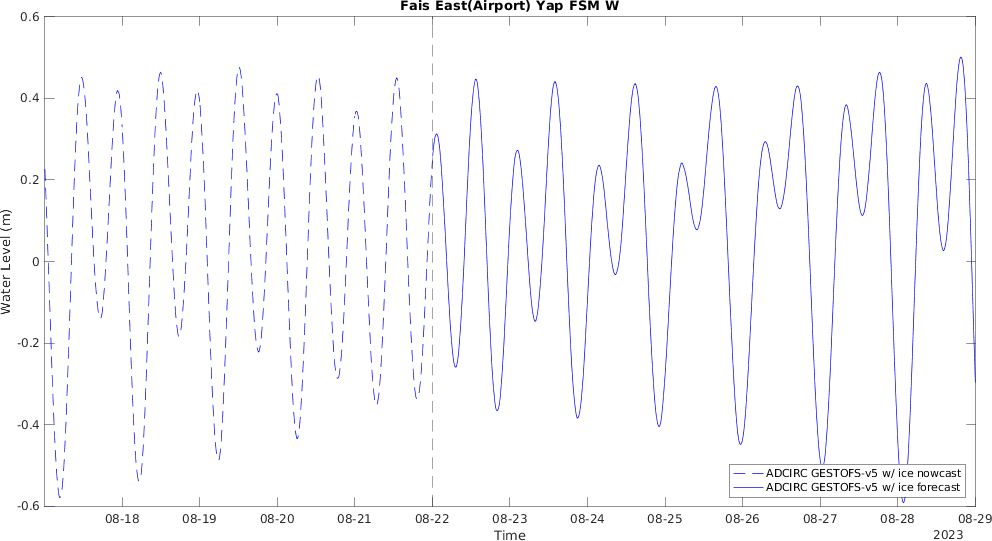 Fais East(Airport) Yap FSM W
0.6
0.4
0.2
0
-0.2
-0.4
-0.6
Water Level (m)
08-18 08-19 08-20 08-21 08-22 08-23 08-24 08-25 08-26 08-27 08-28 08-29
Time
2023
ADCIRC GESTOFS-v5 w/ ice nowcast
ADCIRC GESTOFS-v5 w/ ice forecast